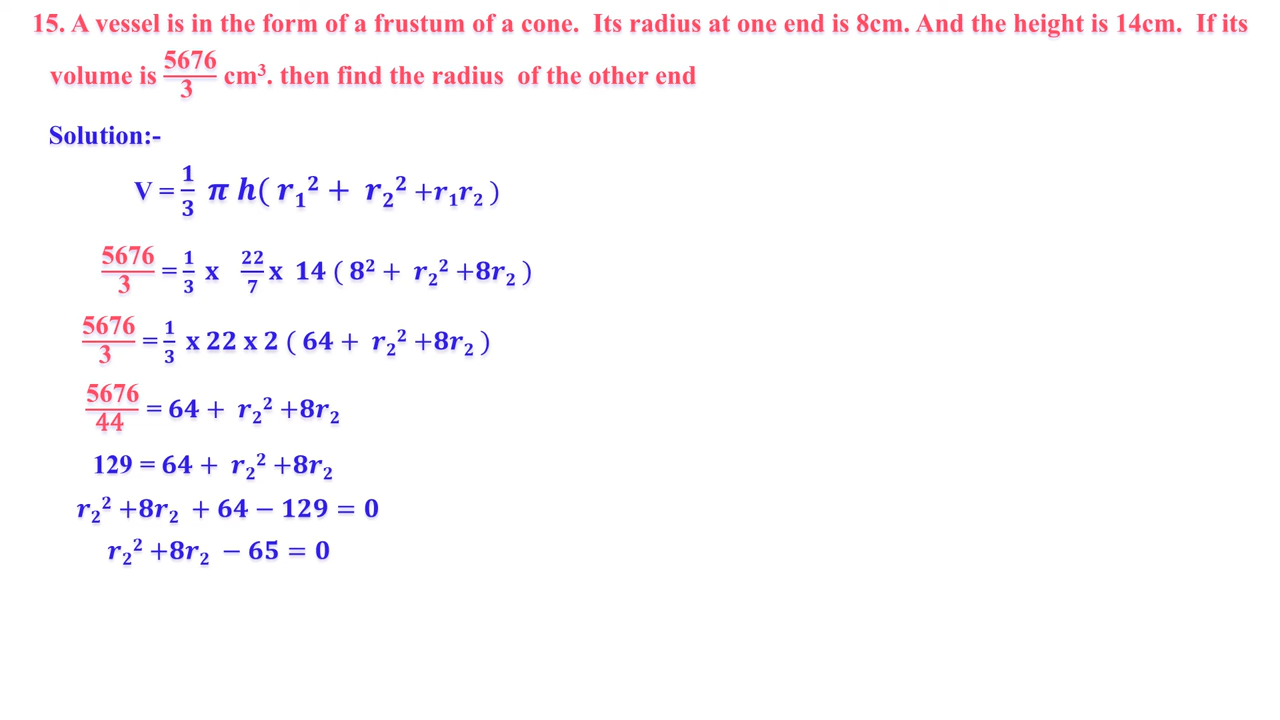 15. A vessel is in the form of a frustum of a cone. Its radius at one end is 8cm. And the height is 14cm. If its
volume is 5676/3 cm³. then find the radius of the other end
Solution:-
V = 1/3 π h( r₁² + r₂² +r₁r₂ )
5676/3 = 1/3 x 22/7 x 14 ( 8² + r₂² +8r₂ )
5676/3 = 1/3 x 22 x 2 ( 64 + r₂² +8r₂ )
5676/44 = 64 + r₂² +8r₂
129 = 64 + r₂² +8r₂
r₂² +8r₂ + 64 − 129 = 0
r₂² +8r₂ − 65 = 0